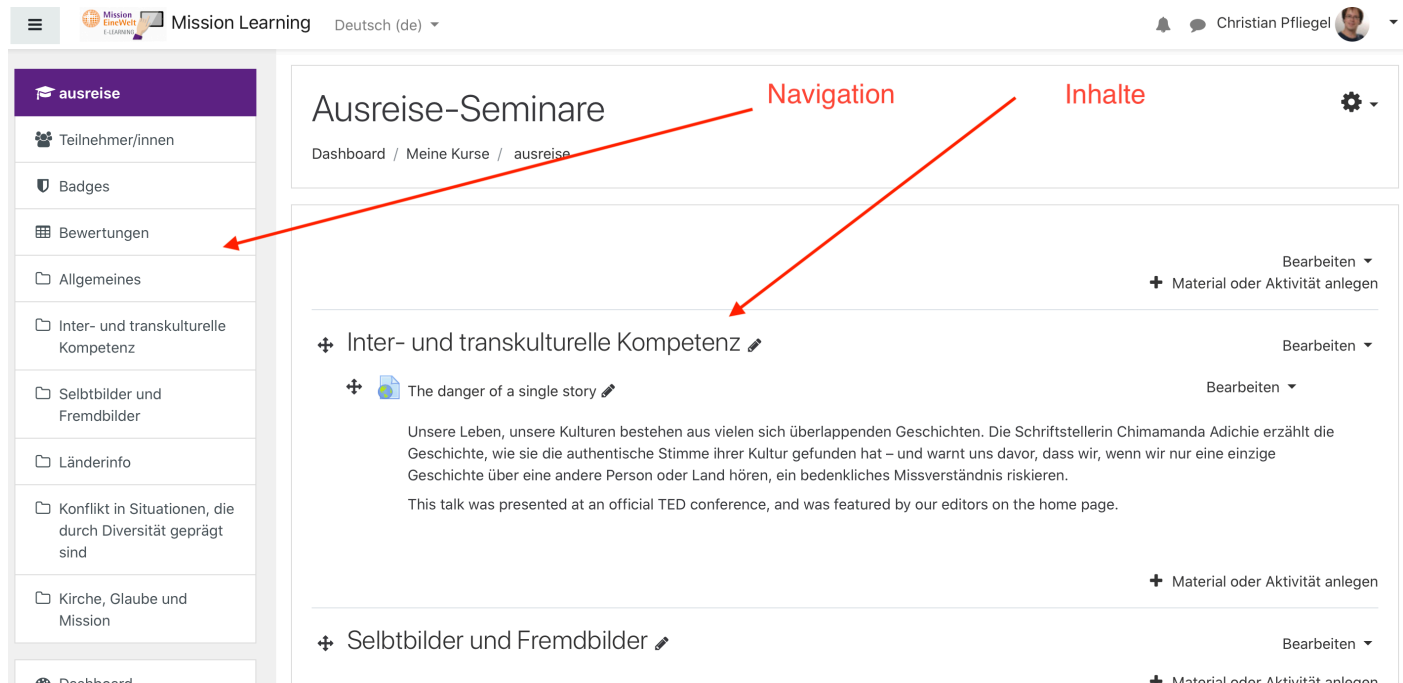 Mission
EineWelt
E-LEARNING
Mission Learning
Deutsch (de)
Christian Pfliegel
ausreise
Teilnehmer/innen
Badges
Bewertungen
Allgemeines
Inter- und transkulturelle
Kompetenz
Selbtbilder und
Fremdbilder
Länderinfo
Konflikt in Situationen, die
durch Diversität geprägt
sind
Kirche, Glaube und
Mission
Dashboard
Navigation
Inhalte
Ausreise-Seminare
Dashboard / Meine Kurse / ausreise
Bearbeiten
Material oder Aktivität anlegen
Inter- und transkulturelle Kompetenz
Bearbeiten
The danger of a single story
Bearbeiten
Unsere Leben, unsere Kulturen bestehen aus vielen sich überlappenden Geschichten. Die Schriftstellerin Chimamanda Adichie erzählt die
Geschichte, wie sie die authentische Stimme ihrer Kultur gefunden hat – und warnt uns davor, dass wir, wenn wir nur eine einzige
Geschichte über eine andere Person oder Land hören, ein bedenkliches Missverständnis riskieren.
This talk was presented at an official TED conference, and was featured by our editors on the home page.
Material oder Aktivität anlegen
Selbtbilder und Fremdbilder
Bearbeiten
Material oder Aktivität anlegen